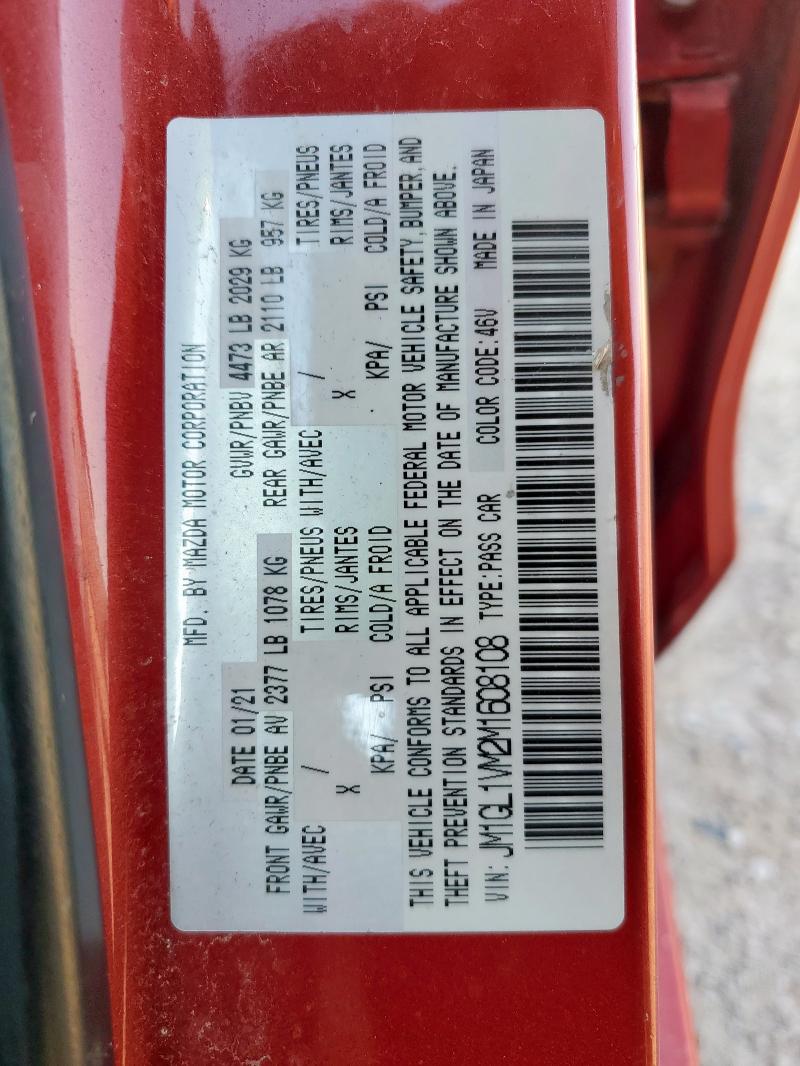 MFD. BY MAZDA MOTOR CORPORATION
DATE 01/21 GVWR/PNBV 4473 LB 2029 KG
FRONT GAWR/PNBE AV 2377 LB 1078 KG REAR GAWR/PNBE AR 2110 LB 957 KG
WITH/AVEC / TIRES/PNEUS WITH/AVEC / TIRES/PNEUS
X RIMS/JANTES X RIMS/JANTES
KPA/ PSI COLD/A FROID KPA/ PSI COLD/A FROID
THIS VEHICLE CONFORMS TO ALL APPLICABLE FEDERAL MOTOR VEHICLE SAFETY, BUMPER, AND
THEFT PREVENTION STANDARDS IN EFFECT ON THE DATE OF MANUFACTURE SHOWN ABOVE.
VIN: JM1GL1VM2M1608108 TYPE:PASS CAR COLOR CODE:46V MADE IN JAPAN